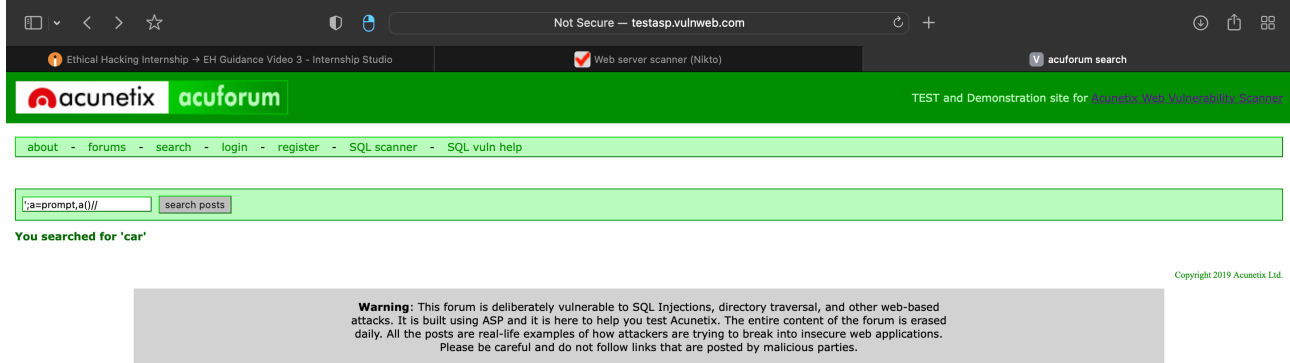 Not Secure — testasp.vulnweb.com
Ethical Hacking Internship → EH Guidance Video 3 - Internship Studio
Web server scanner (Nikto)
V acuforum search
acunetix acuforum
TEST and Demonstration site for Acunetix Web Vulnerability Scanner
about - forums - search - login - register - SQL scanner - SQL vuln help
';a=prompt,a()//
search posts
You searched for 'car'
Copyright 2019 Acunetix Ltd.
Warning: This forum is deliberately vulnerable to SQL Injections, directory traversal, and other web-based
attacks. It is built using ASP and it is here to help you test Acunetix. The entire content of the forum is erased
daily. All the posts are real-life examples of how attackers are trying to break into insecure web applications.
Please be careful and do not follow links that are posted by malicious parties.